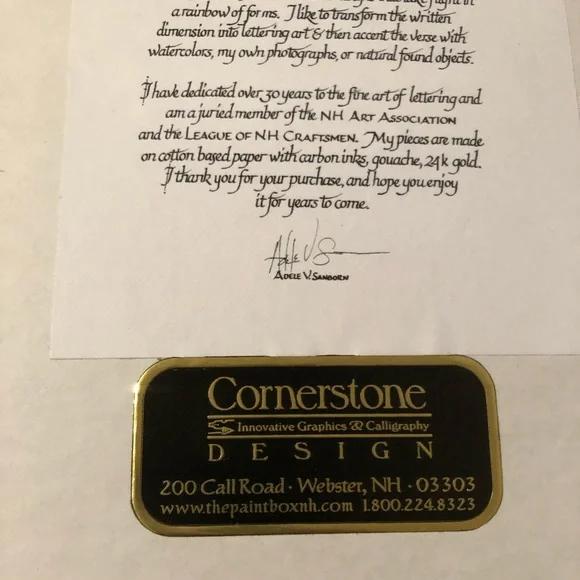 a rainbow of forms. I like to transform the written
dimension into lettering art & then accent the verse with
watercolors, my own photographs, or natural found objects.
I have dedicated over 30 years to the fine art of lettering and
am a juried member of the NH ART ASSOCIATION
and the LEAGUE OF NH CRAFTSMEN. My pieces are made
on cotton based paper with carbon inks, gouache, 24k gold.
I thank you for your purchase, and hope you enjoy
it for years to come.
Adele V. S
ADELE V. SANBORN
Cornerstone
Innovative Graphics & Calligraphy
DESIGN
200 Call Road · Webster, NH · 03303
www.thepaintboxnh.com 1.800.224.8323